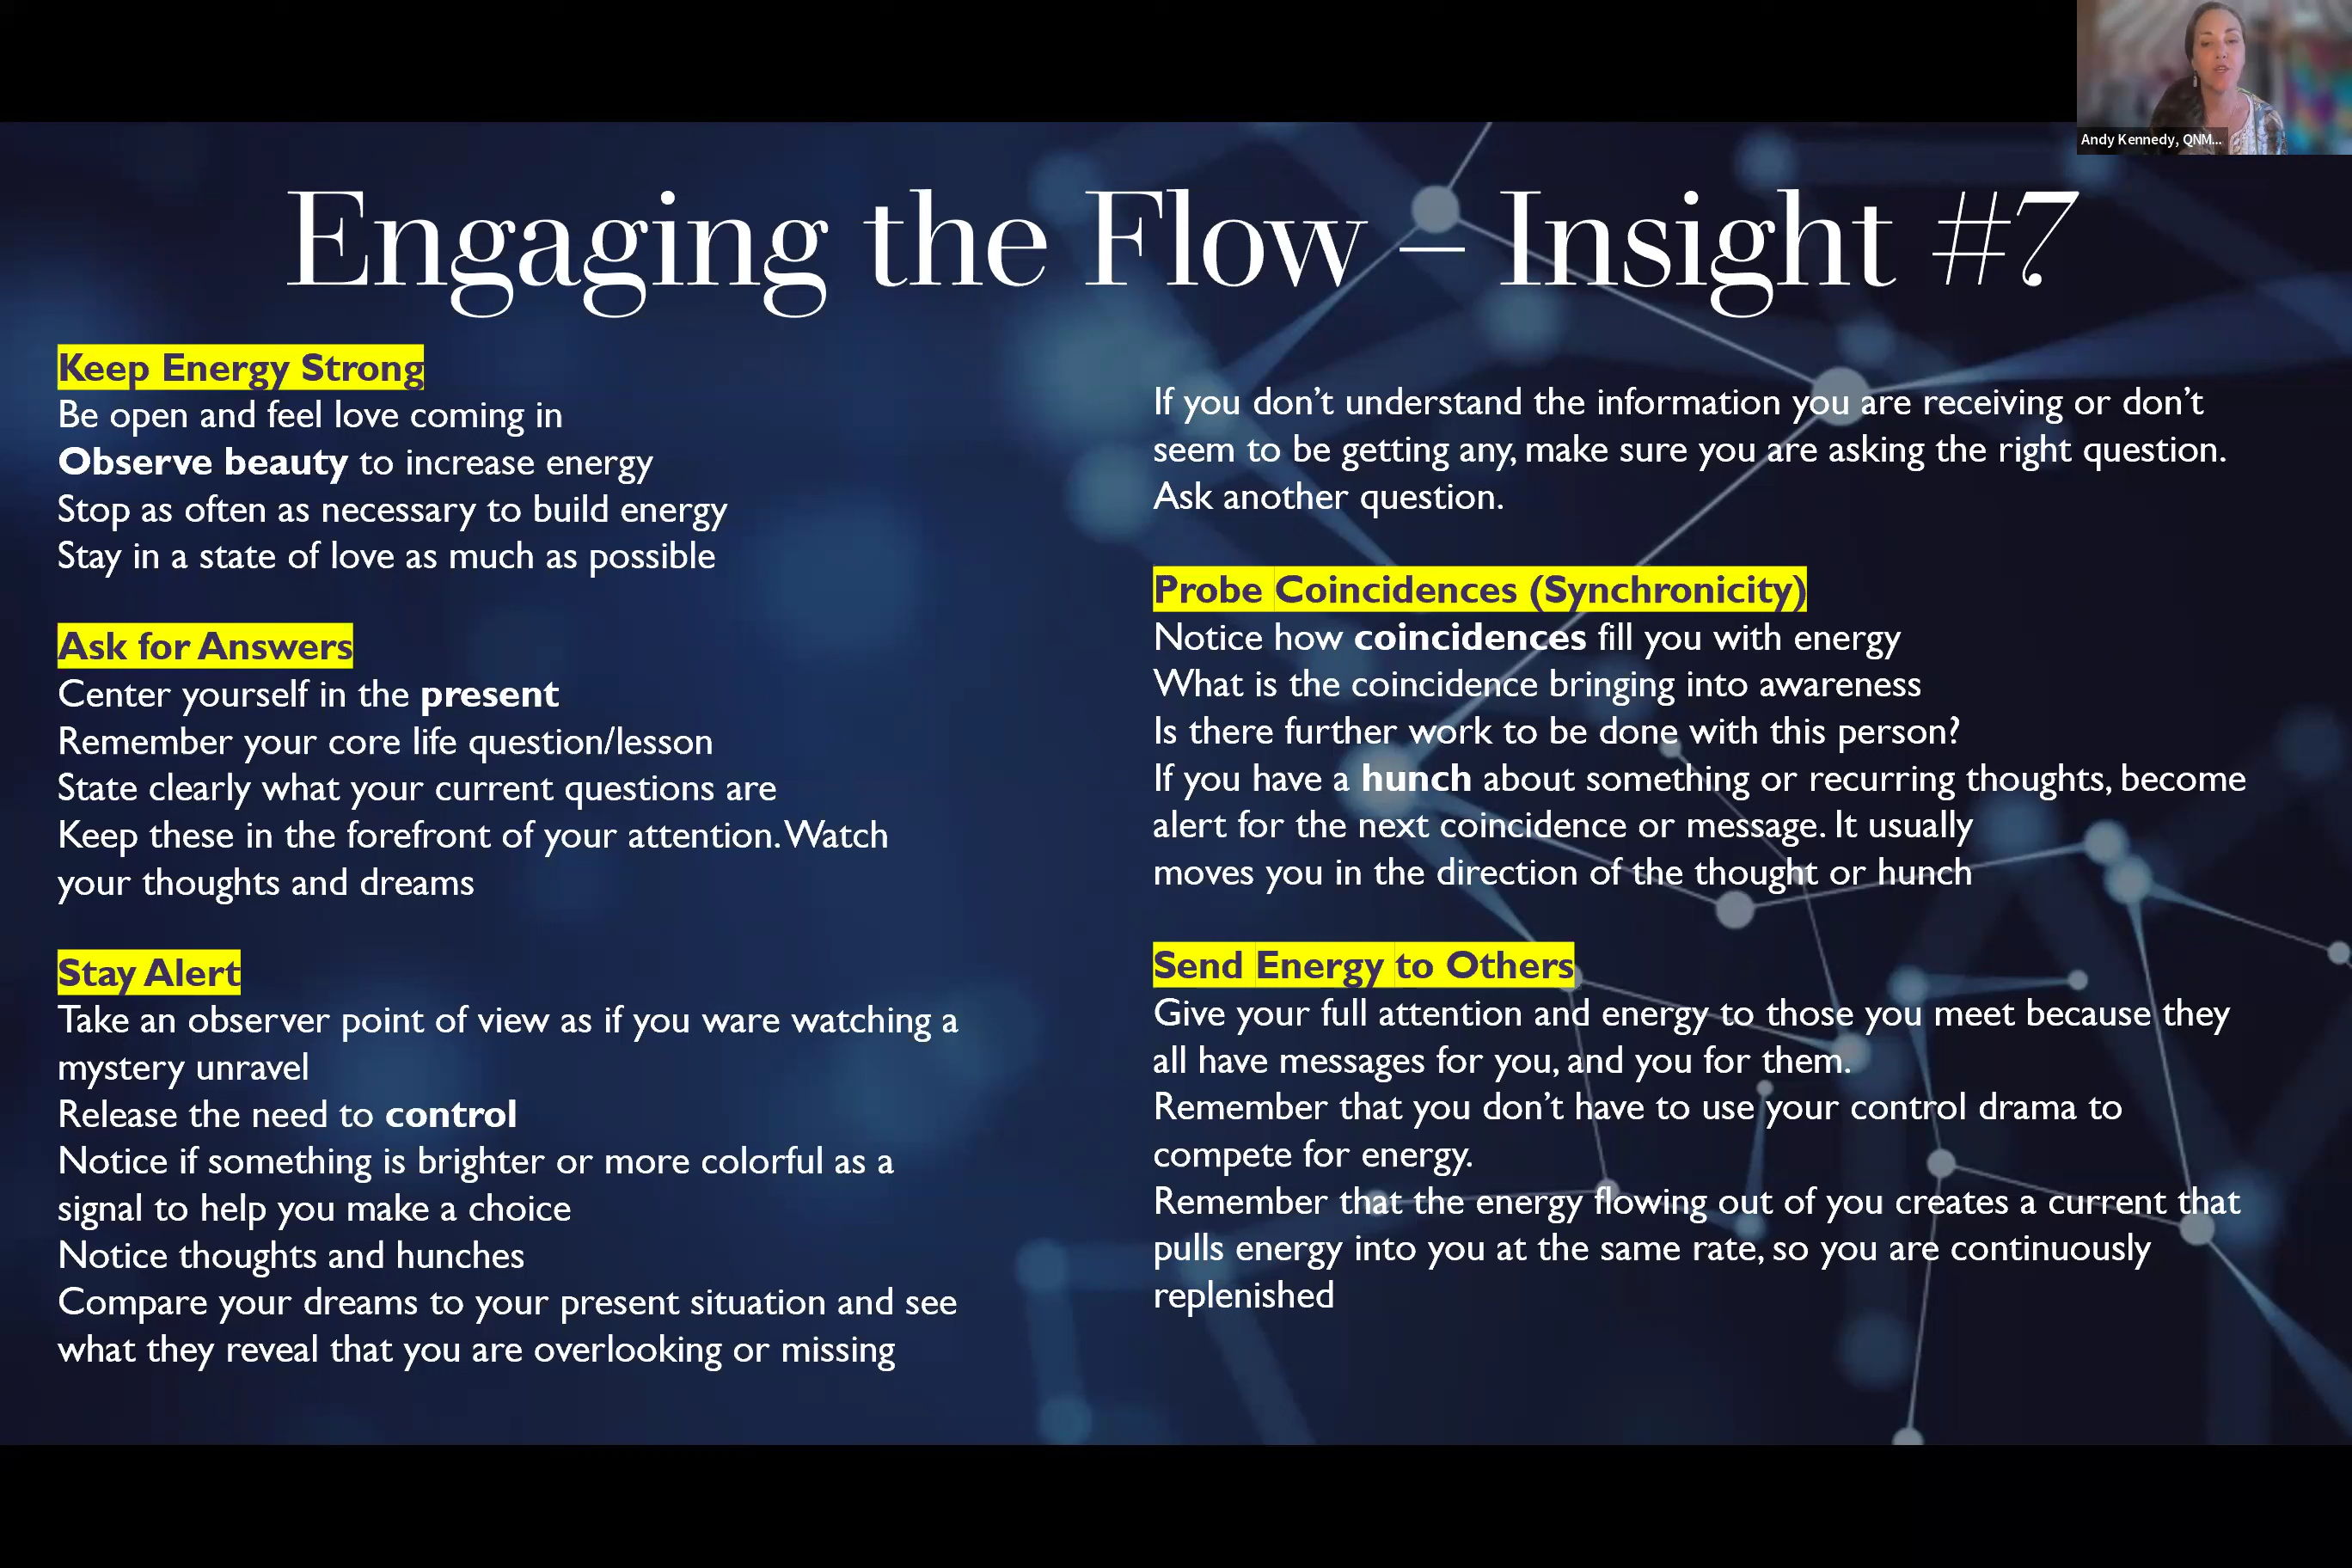 Andy Kennedy, QNM...
Engaging the Flow – Insight #7
Keep Energy Strong
Be open and feel love coming in
Observe beauty to increase energy
Stop as often as necessary to build energy
Stay in a state of love as much as possible
Ask for Answers
Center yourself in the present
Remember your core life question/lesson
State clearly what your current questions are
Keep these in the forefront of your attention. Watch
your thoughts and dreams
Stay Alert
Take an observer point of view as if you ware watching a
mystery unravel
Release the need to control
Notice if something is brighter or more colorful as a
signal to help you make a choice
Notice thoughts and hunches
Compare your dreams to your present situation and see
what they reveal that you are overlooking or missing
If you don’t understand the information you are receiving or don’t
seem to be getting any, make sure you are asking the right question.
Ask another question.
Probe Coincidences (Synchronicity)
Notice how coincidences fill you with energy
What is the coincidence bringing into awareness
Is there further work to be done with this person?
If you have a hunch about something or recurring thoughts, become
alert for the next coincidence or message. It usually
moves you in the direction of the thought or hunch
Send Energy to Others
Give your full attention and energy to those you meet because they
all have messages for you, and you for them.
Remember that you don’t have to use your control drama to
compete for energy.
Remember that the energy flowing out of you creates a current that
pulls energy into you at the same rate, so you are continuously
replenished